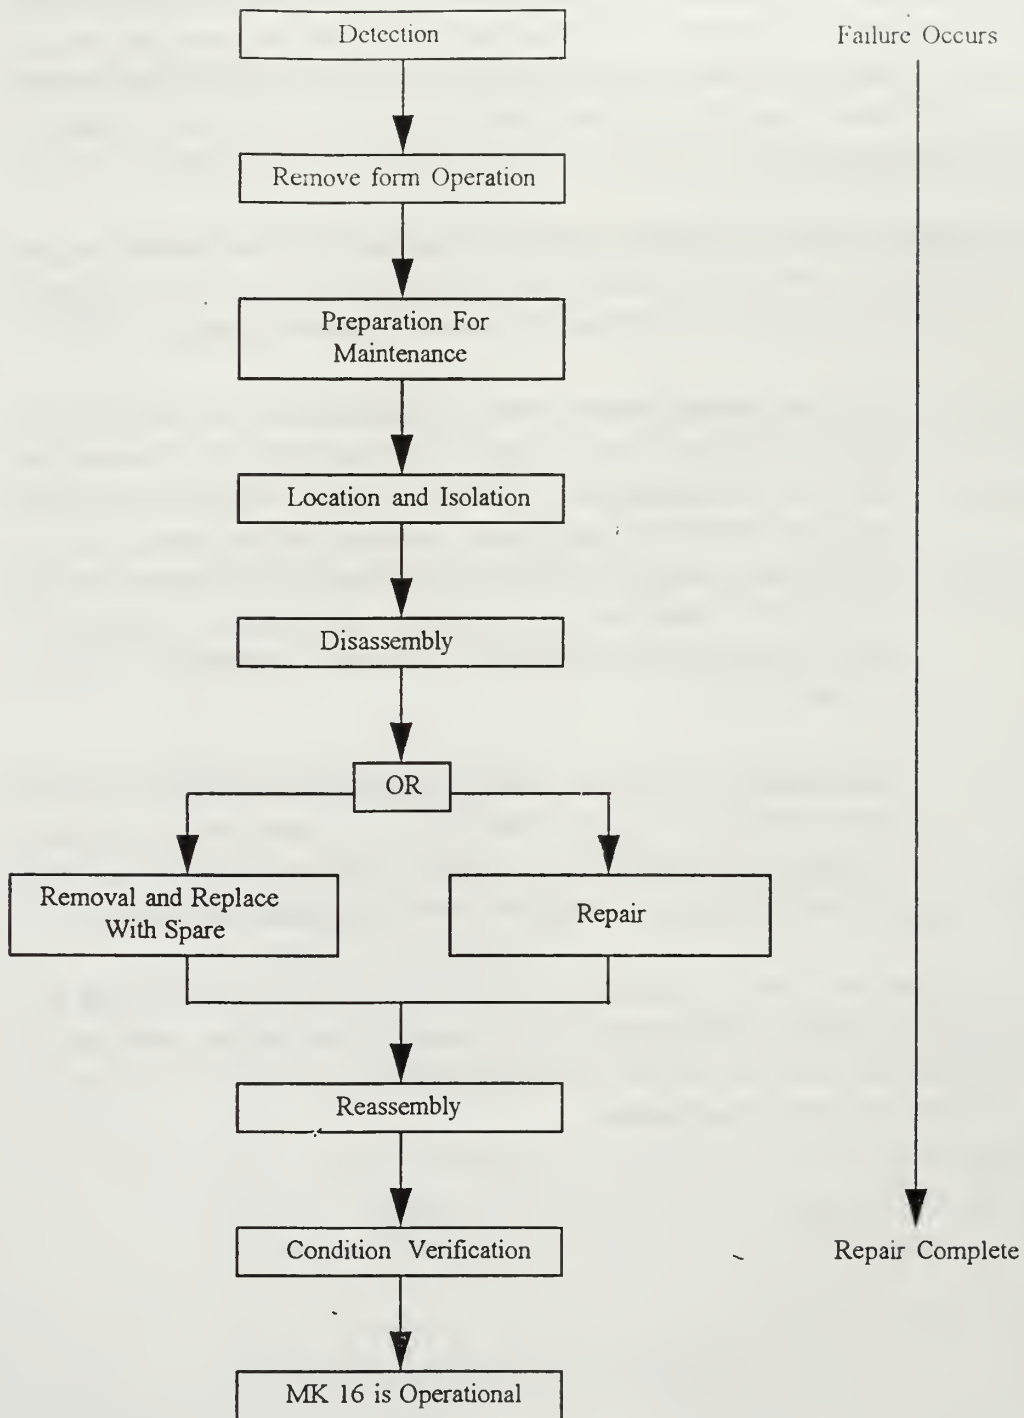 Detection
Failure Occurs
Remove form Operation
Preparation For
Maintenance
Location and Isolation
Disassembly
OR
Removal and Replace
With Spare
Repair
Reassembly
Condition Verification
Repair Complete
MK 16 is Operational